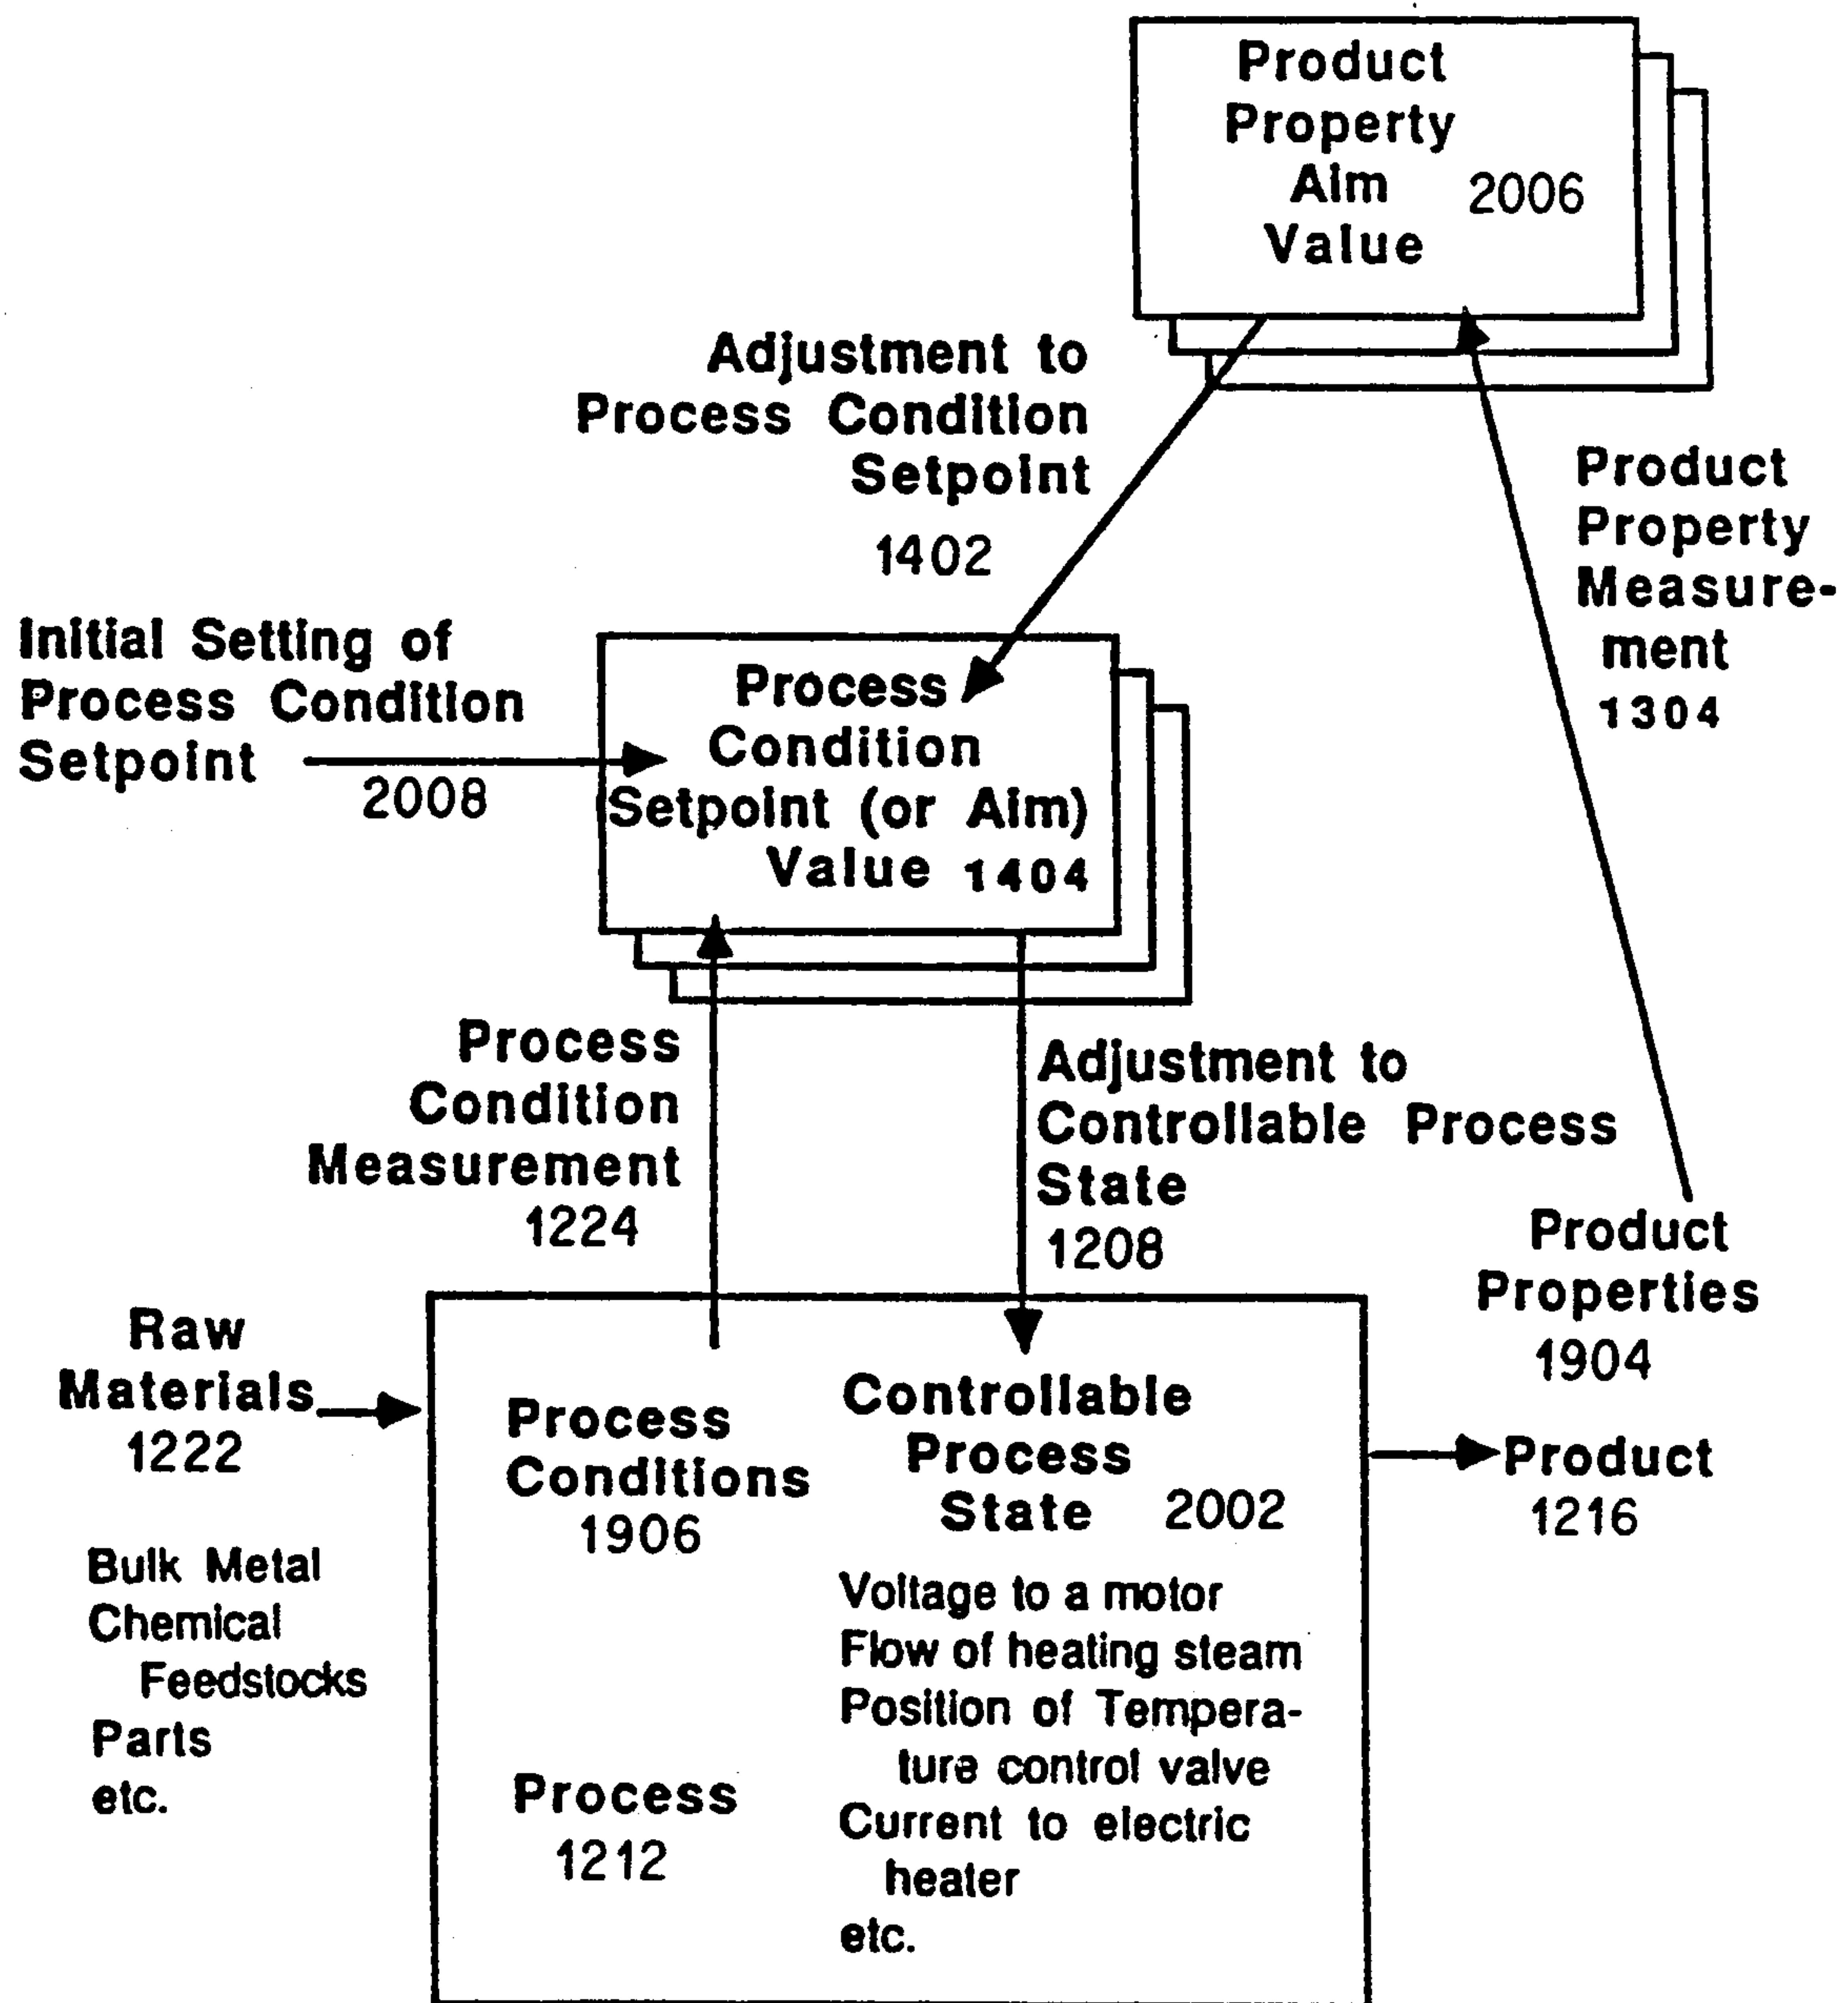 Product
Property
Aim 2006
Value
Adjustment to
Process Condition
Setpoint
1402
Product
Property
Measure-
ment
1304
Initial Setting of
Process Condition
Setpoint
2008
Process
Condition
Setpoint (or Aim)
Value 1404
Process
Condition
Measurement
1224
Adjustment to
Controllable Process
State
1208
Product
Properties
1904
Raw
Materials
1222
Bulk Metal
Chemical
Feedstocks
Parts
etc.
Process
Conditions
1906
Process
1212
Controllable
Process
State 2002
Voltage to a motor
Flow of heating steam
Position of Tempera-
ture control valve
Current to electric
heater
etc.
Product
1216